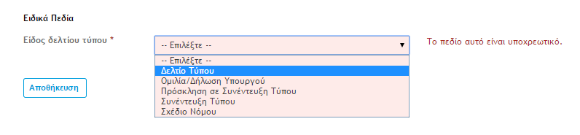 Ειδικά Πεδία
Είδος δελτίου τύπου *
-- Επιλέξτε --
Το πεδίο αυτό είναι υποχρεωτικό.
-- Επιλέξτε --
Δελτίο Τύπου
Ομιλία/Δήλωση Υπουργού
Πρόσκληση σε Συνέντευξη Τύπου
Συνέντευξη Τύπου
Σχέδιο Νόμου
Αποθήκευση